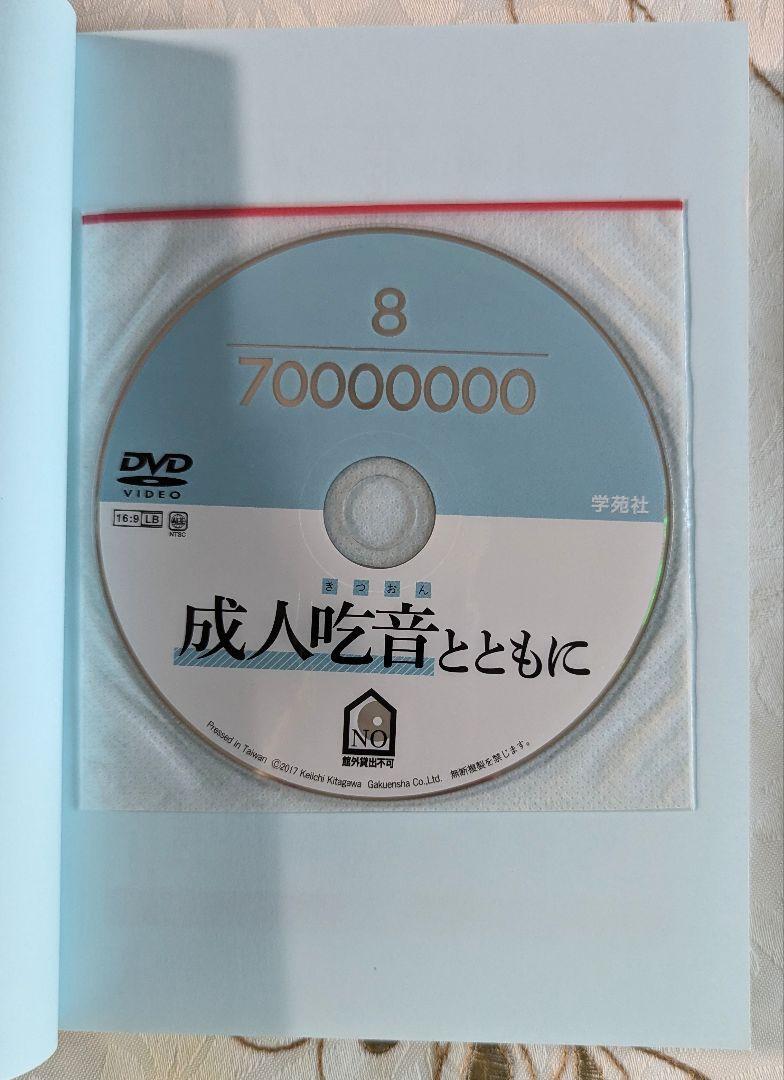 8
70000000
DVD
VIDEO
16:9 LB
ALL
NTSC
学苑社
きつおん
成人吃音とともに
NO
館外貸出不可
Pressed in Taiwan ©2017 Keiichi Kitagawa Gakuensha Co.,Ltd. 無断複製を禁じます。